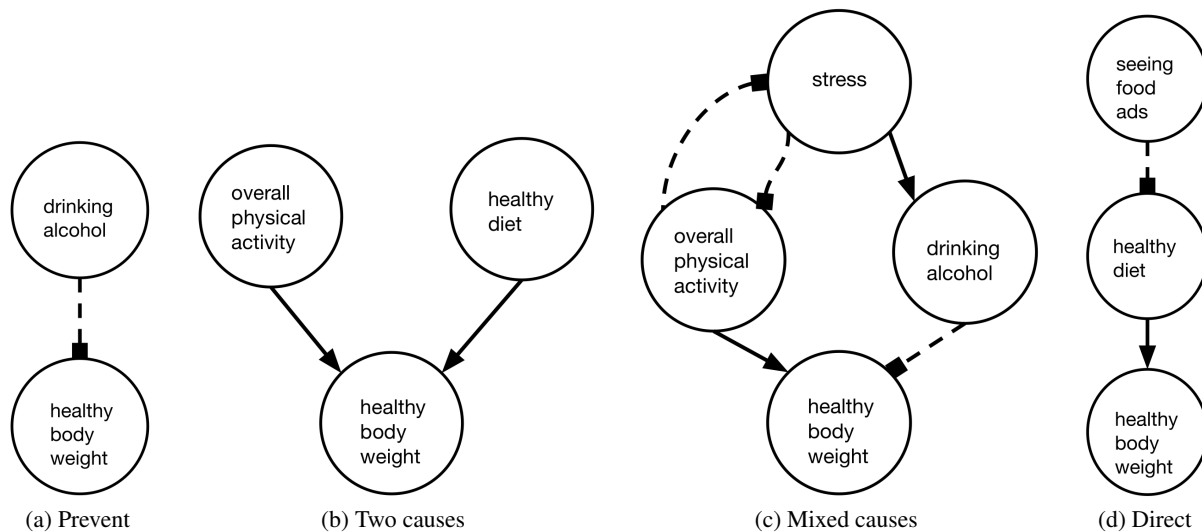 drinking
alcohol
healthy
body
weight
(a) Prevent
overall
physical
activity
healthy
diet
healthy
body
weight
(b) Two causes
stress
overall
physical
activity
drinking
alcohol
healthy
body
weight
(c) Mixed causes
seeing
food
ads
healthy
diet
healthy
body
weight
(d) Direct